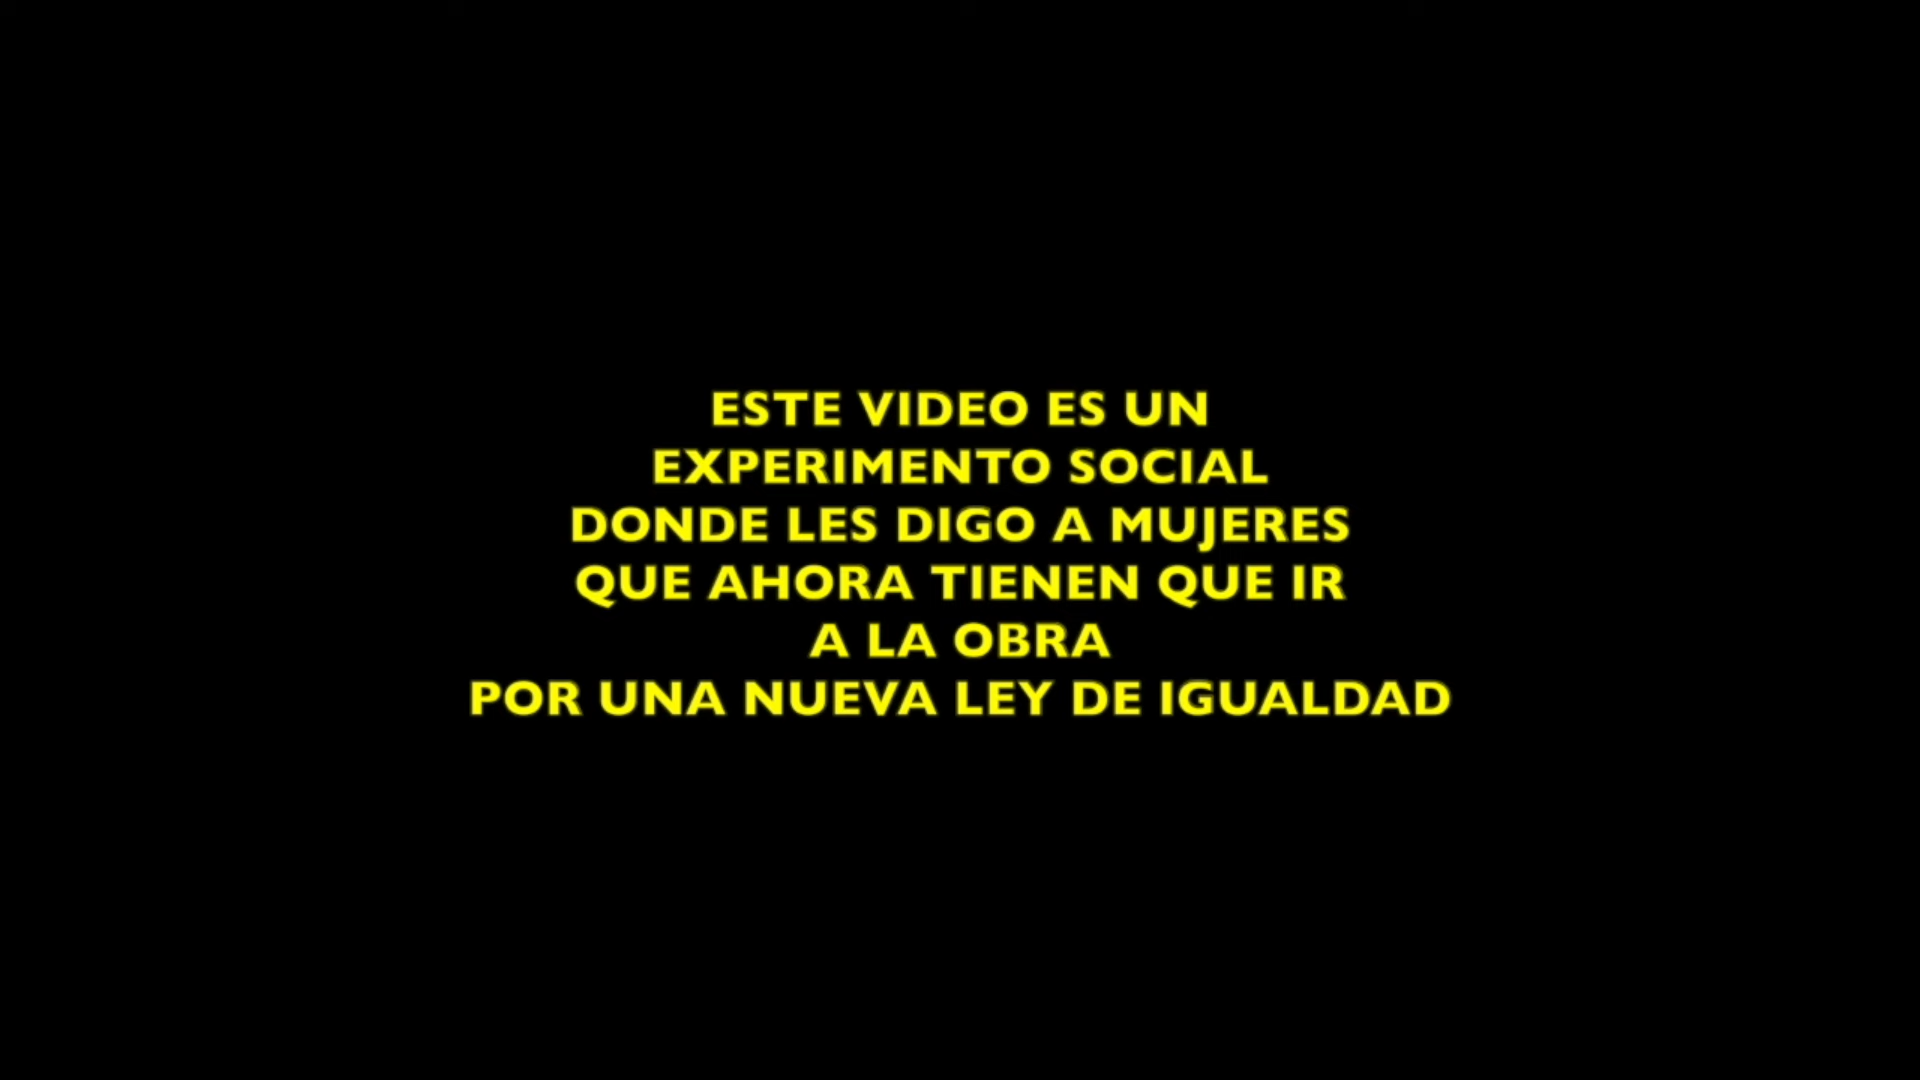 ESTE VIDEO ES UN
EXPERIMENTO SOCIAL
DONDE LES DIGO A MUJERES
QUE AHORA TIENEN QUE IR
A LA OBRA
POR UNA NUEVA LEY DE IGUALDAD